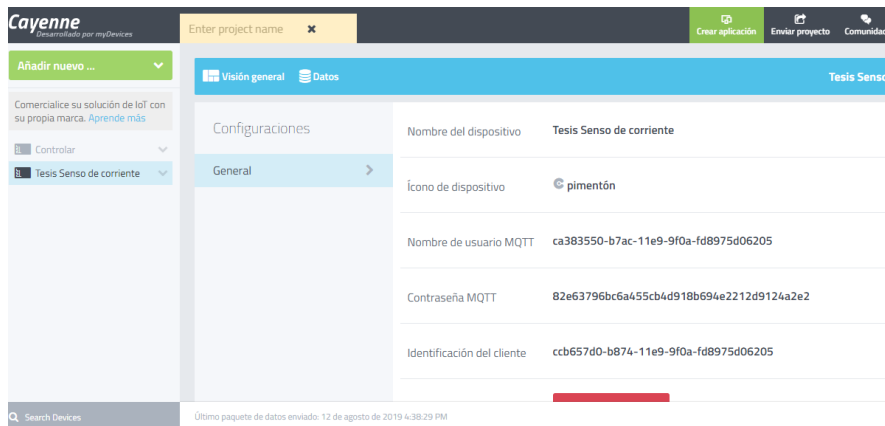 Cayenne
Desarrollado por myDevices
Enter project name
Crear aplicación
Enviar proyecto
Comunidad
Añadir nuevo ...
Comercialice su solución de IoT con
su propia marca. Aprende más
Controlar
Tesis Senso de corriente
Search Devices
Visión general
Datos
Tesis Senso
Configuraciones
General
Nombre del dispositivo
Tesis Senso de corriente
Ícono de dispositivo
pimentón
Nombre de usuario MQTT
ca383550-b7ac-11e9-9f0a-fd8975d06205
Contraseña MQTT
82e63796bc6a455cb4d918b694e2212d9124a2e2
Identificación del cliente
ccb657d0-b874-11e9-9f0a-fd8975d06205
Último paquete de datos enviado: 12 de agosto de 2019 4:38:29 PM